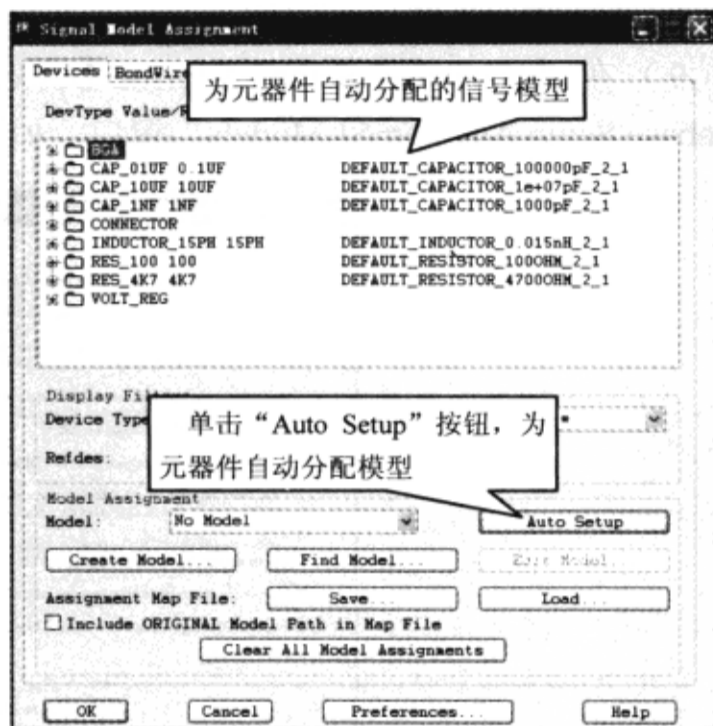 Signal Model Assignment
Devices BondWire
为元器件自动分配的信号模型
DevType Value/R
BGA
CAP_01UF 0.1UF DEFAULT_CAPACITOR_100000pF_2_1
CAP_10UF 10UF DEFAULT_CAPACITOR_1e+07pF_2_1
CAP_1NF 1NF DEFAULT_CAPACITOR_1000pF_2_1
CONNECTOR
INDUCTOR_15PH 15PH DEFAULT_INDUCTOR_0.015nH_2_1
RES_100 100 DEFAULT_RESISTOR_100OHM_2_1
RES_4K7 4K7 DEFAULT_RESISTOR_4700OHM_2_1
VOLT_REG
Display Fil
Device Type *
单击“Auto Setup”按钮，为
元器件自动分配模型
Refdes:
Model Assignment
Model: No Model Auto Setup
Create Model... Find Model...
Assignment Map File: Save... Load...
Include ORIGINAL Model Path in Map File
Clear All Model Assignments
OK Cancel Preferences... Help